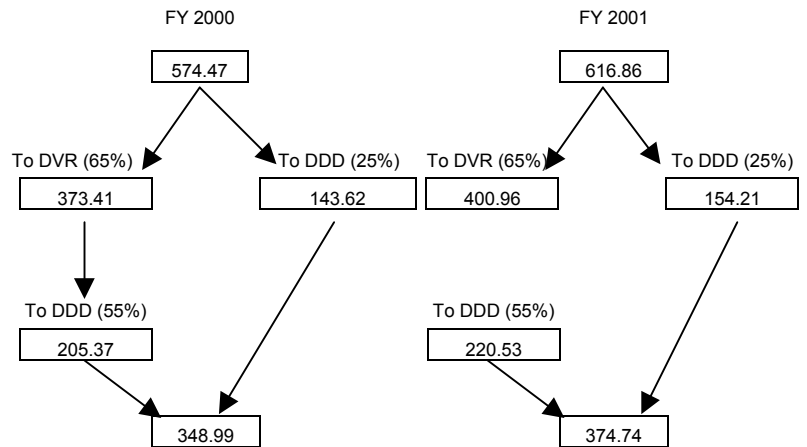 FY 2000 FY 2001
574.47 616.86
To DVR (65%) To DDD (25%) To DVR (65%) To DDD (25%)
373.41 143.62 400.96 154.21
To DDD (55%) To DDD (55%)
205.37 220.53
348.99 374.74